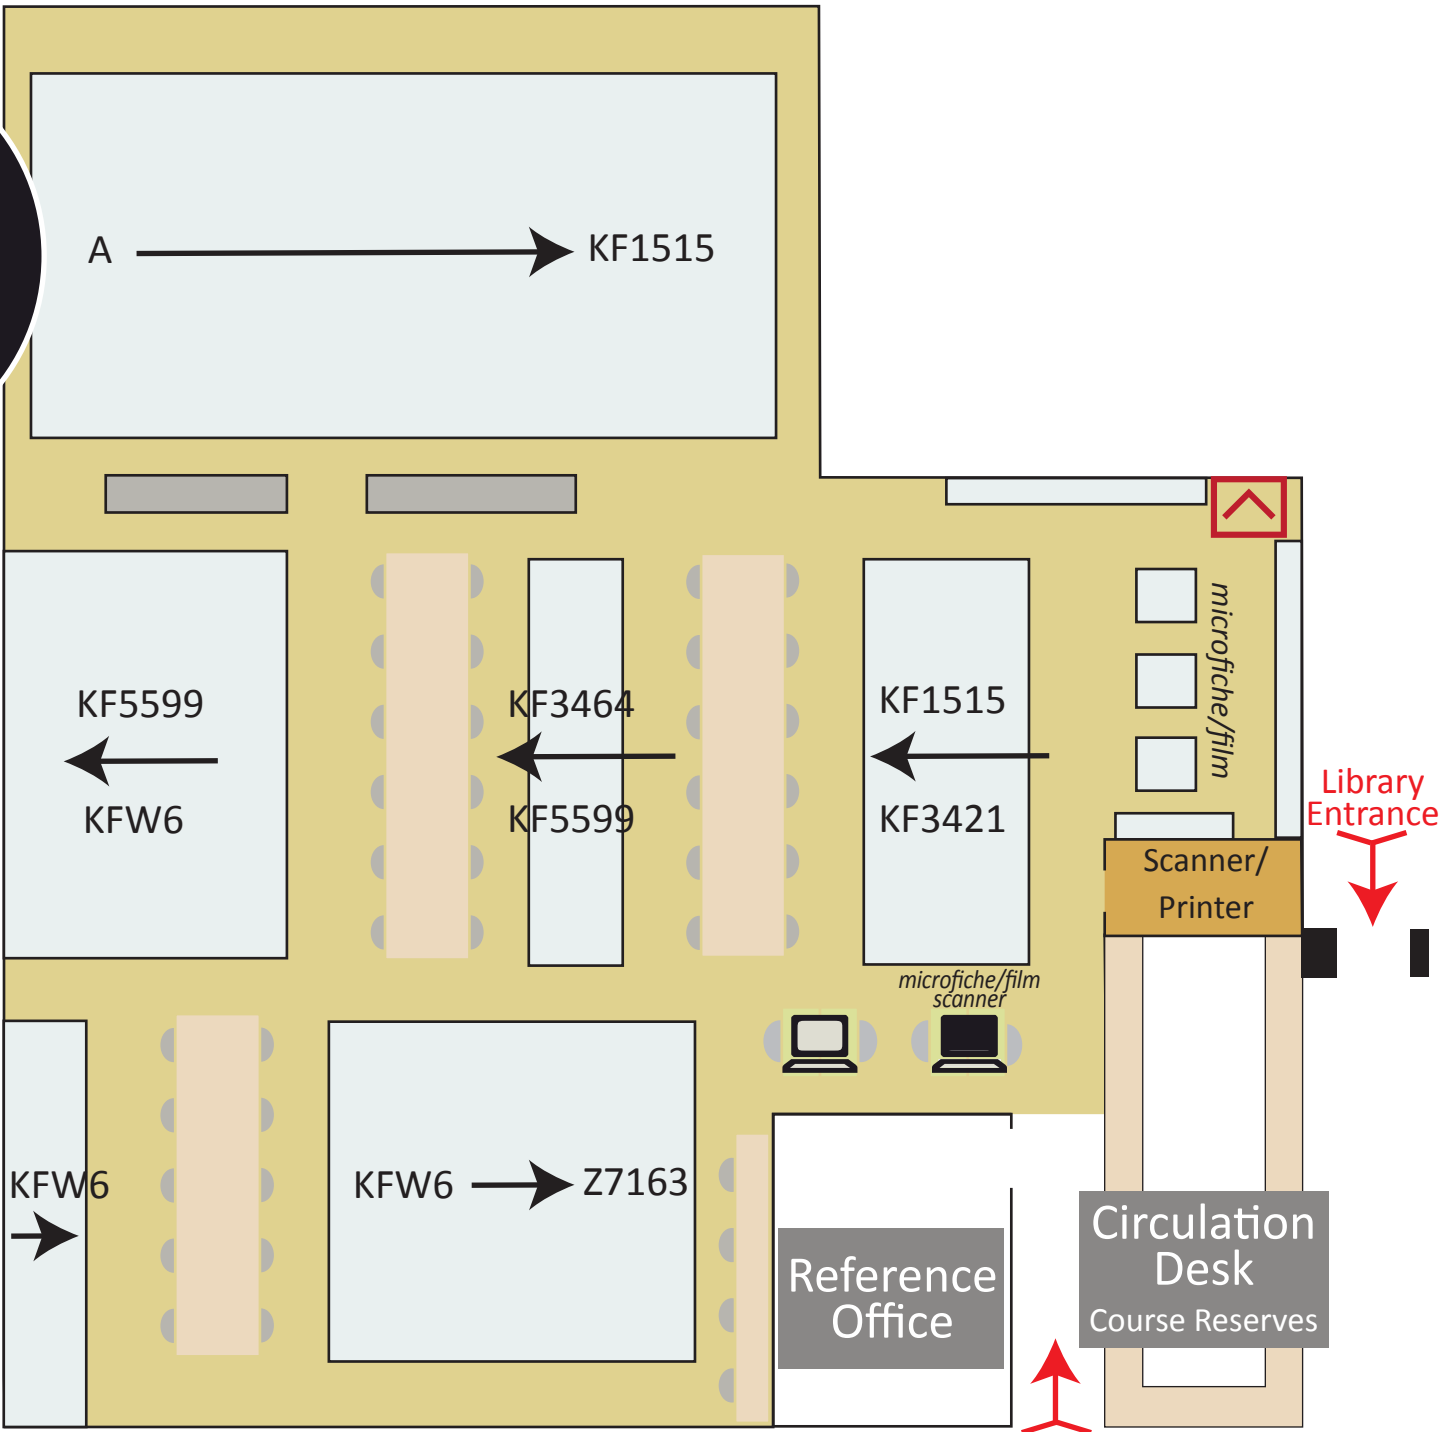 A
KF1515
KF5599
KFW6
KF3464
KF5599
KF1515
KF3421
microfiche/film
Library
Entrance
Scanner/
Printer
microfiche/film
scanner
KFW6
KFW6
Z7163
Reference
Office
Circulation
Desk
Course Reserves